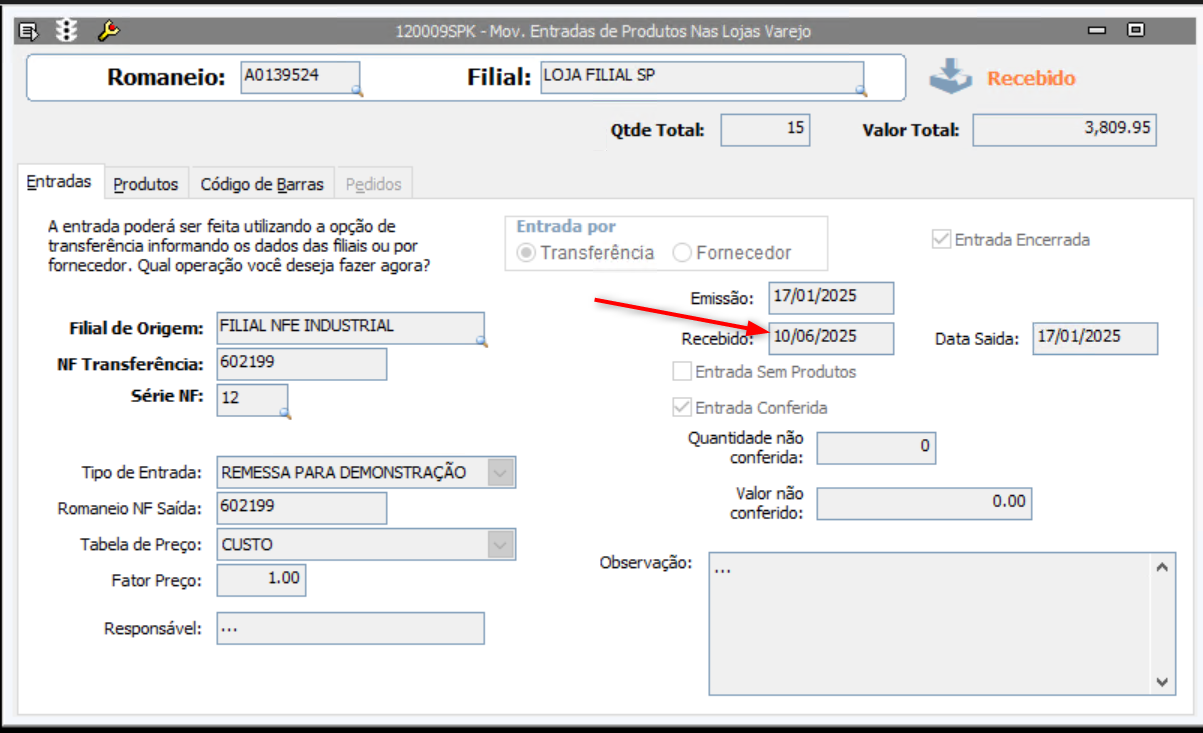 120009SPK - Mov. Entradas de Produtos Nas Lojas Varejo
Romaneio: A0139524 Filial: LOJA FILIAL SP Recebido
Qtde Total: 15 Valor Total: 3,809.95
Entradas Produtos Código de Barras Pedidos
A entrada poderá ser feita utilizando a opção de
transferência informando os dados das filiais ou por
fornecedor. Qual operação você deseja fazer agora?
Entrada por
Transferência Fornecedor
Entrada Encerrada
Emissão: 17/01/2025
Filial de Origem: FILIAL NFE INDUSTRIAL
Recebido: 10/06/2025 Data Saida: 17/01/2025
NF Transferência: 602199
Entrada Sem Produtos
Série NF: 12
Entrada Conferida
Quantidade não
conferida: 0
Tipo de Entrada: REMESSA PARA DEMONSTRAÇÃO
Romaneio NF Saída: 602199
Valor não
conferido: 0.00
Tabela de Preço: CUSTO
Fator Preço: 1.00
Observação: ...
Responsável: ...